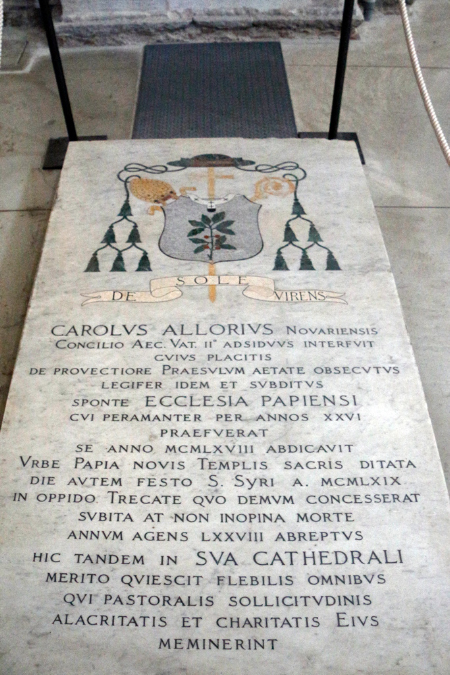 DE SOLE VIRENS
CAROLVS ALLORIVS NOVARIENSIS
CONCILIO AEC. VAT. II° ADSIDVVS INTERFVIT
CVIVS PLACITIS
DE PROVECTIORE PRAESVLVM AETATE OBSECVTVS
LEGIFER IDEM ET SVBDITVS
SPONTE ECCLESIA PAPIENSI
CVI PERAMANTER PER ANNOS XXVI
PRAEFVERAT
SE ANNO MCMLXVIII ABDICAVIT
VRBE PAPIA NOVIS TEMPLIS SACRIS DITATA
DIE AVTEM FESTO S. SYRI A. MCMLXIX
IN OPPIDO TRECATE QVO DEMVM CONCESSERAT
SVBITA AT NON INOPINA MORTE
ANNVM AGENS LXXVIII ABREPTVS
HIC TANDEM IN SVA CATHEDRALI
MERITO QVIESCIT FLEBILIS OMNIBVS
QVI PASTORALIS SOLLICITVDINIS
ALACRITATIS ET CHARITATIS EIVS
MEMINERINT